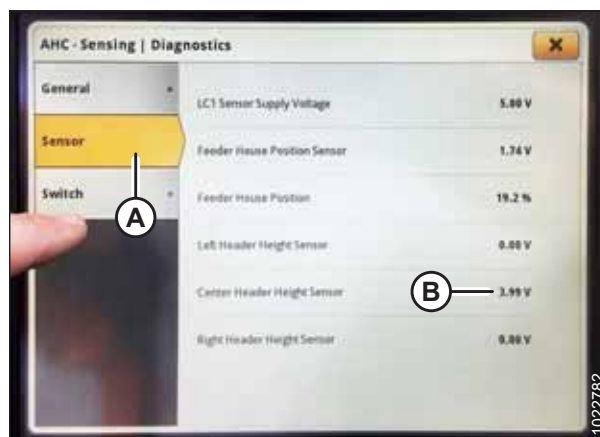 AHC - Sensing | Diagnostics
General
LC1 Sensor Supply Voltage 5.00 V
Sensor
Feeder House Position Sensor 1.74 V
Switch
Feeder House Position 19.2 %
A
Left Header Height Sensor 0.00 V
Center Header Height Sensor B 3.99 V
Right Header Height Sensor 0.00 V
1022782